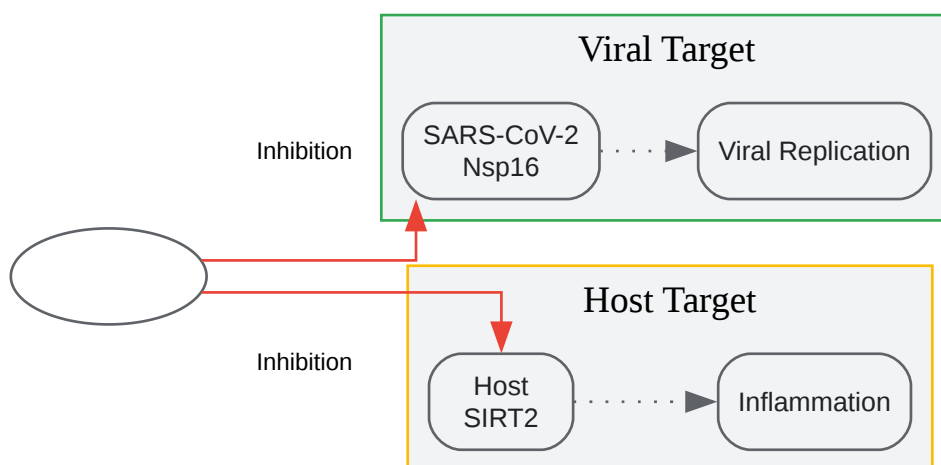 Viral Target
Inhibition
SARS-CoV-2
Nsp16
Viral Replication
Host Target
Inhibition
Host
SIRT2
Inflammation